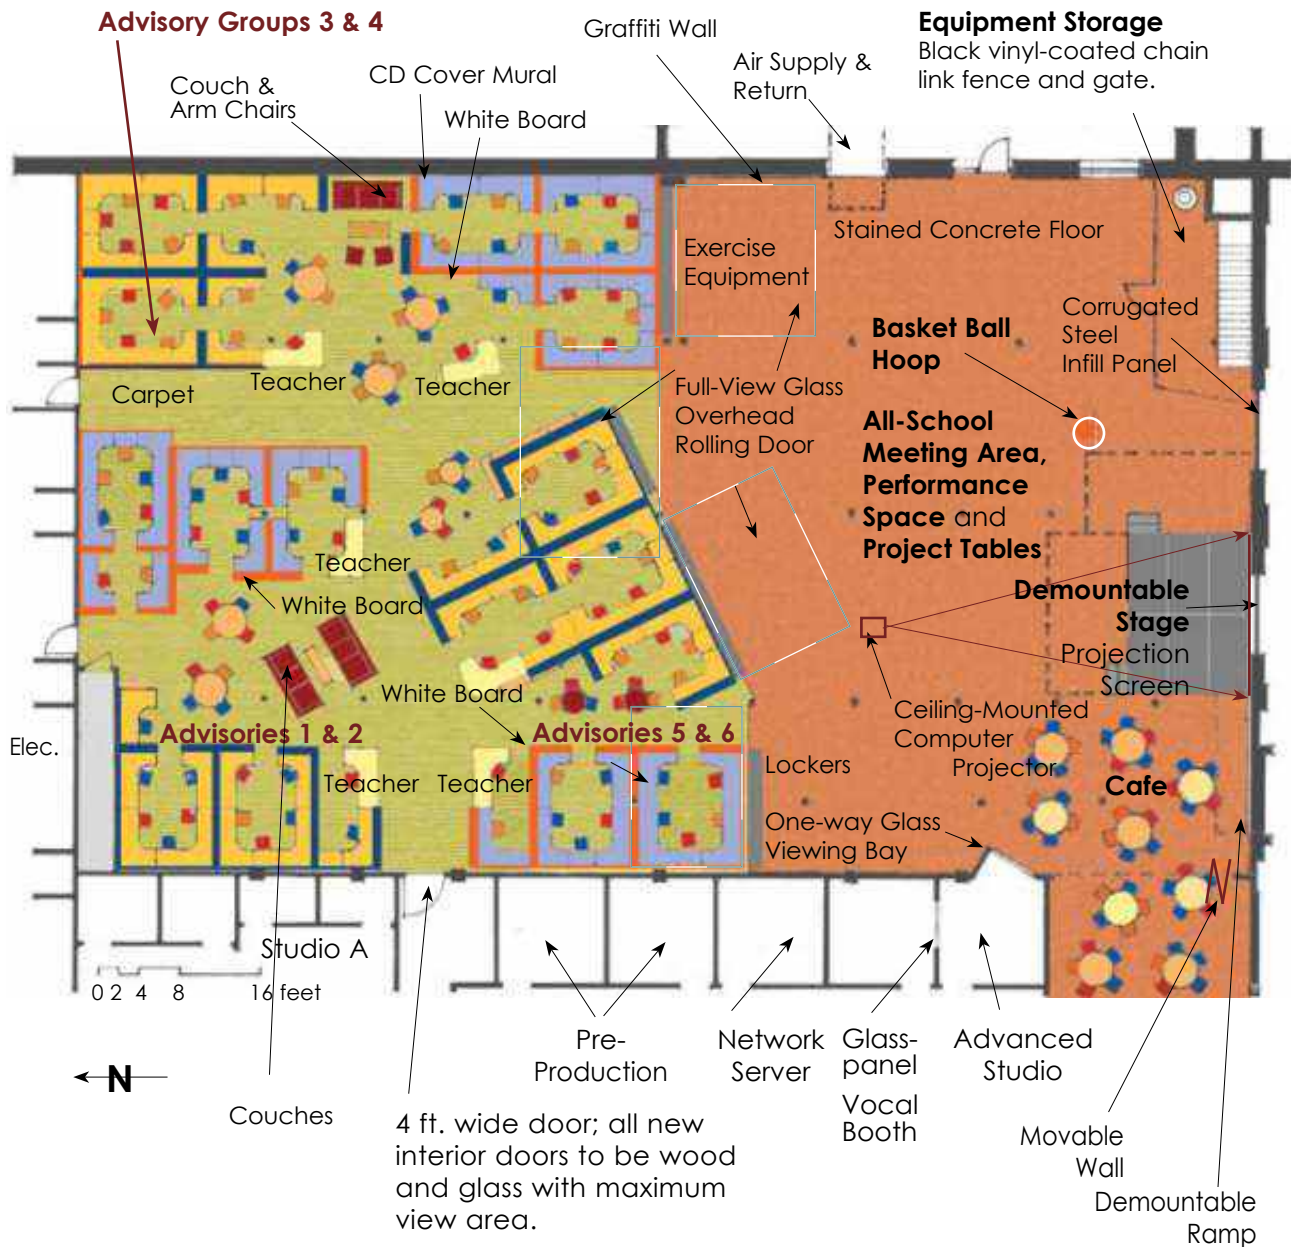 Advisory Groups 3 & 4
Graffiti Wall
Equipment Storage
Black vinyl-coated chain
link fence and gate.
Couch &
Arm Chairs
CD Cover Mural
White Board
Air Supply &
Return
Exercise
Equipment
Stained Concrete Floor
Corrugated
Steel
Infill Panel
Basket Ball
Hoop
Carpet
Teacher
Teacher
Full-View Glass
Overhead
Rolling Door
All-School
Meeting Area,
Performance
Space and
Project Tables
Teacher
White Board
Demountable
Stage
Projection
Screen
White Board
Ceiling-Mounted
Computer
Projector
Elec.
Advisories 1 & 2
Advisories 5 & 6
Teacher
Teacher
Lockers
Cafe
One-way Glass
Viewing Bay
Studio A
0 2 4 8 16 feet
N
Couches
Pre-
Production
Network
Server
Glass-
panel
Vocal
Booth
Advanced
Studio
4 ft. wide door; all new
interior doors to be wood
and glass with maximum
view area.
Movable
Wall
Demountable
Ramp